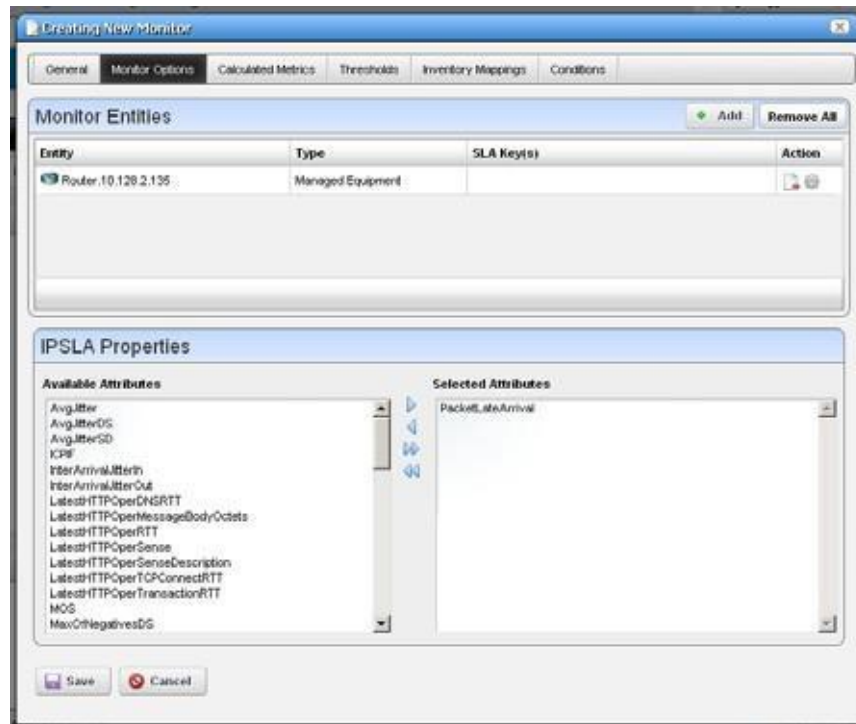 Creating New Monitor
General Monitor Options Calculated Metrics Thresholds Inventory Mappings Conditions
Monitor Entities
Add Remove All
Entity Type SLA Key(s) Action
Router.10.128.2.135 Managed Equipment
IPSLA Properties
Available Attributes Selected Attributes
AvgJitter PacketLateArrival
AvgJitterDS
AvgJitterSD
ICPIF
InterArrivalJitterIn
InterArrivalJitterOut
LatestHTTPOperDNSRTT
LatestHTTPOperMessageBodyOctets
LatestHTTPOperRTT
LatestHTTPOperSense
LatestHTTPOperSenseDescription
LatestHTTPOperTCPConnectRTT
LatestHTTPOperTransactionRTT
MOS
MaxOfNegativesDS
Save Cancel